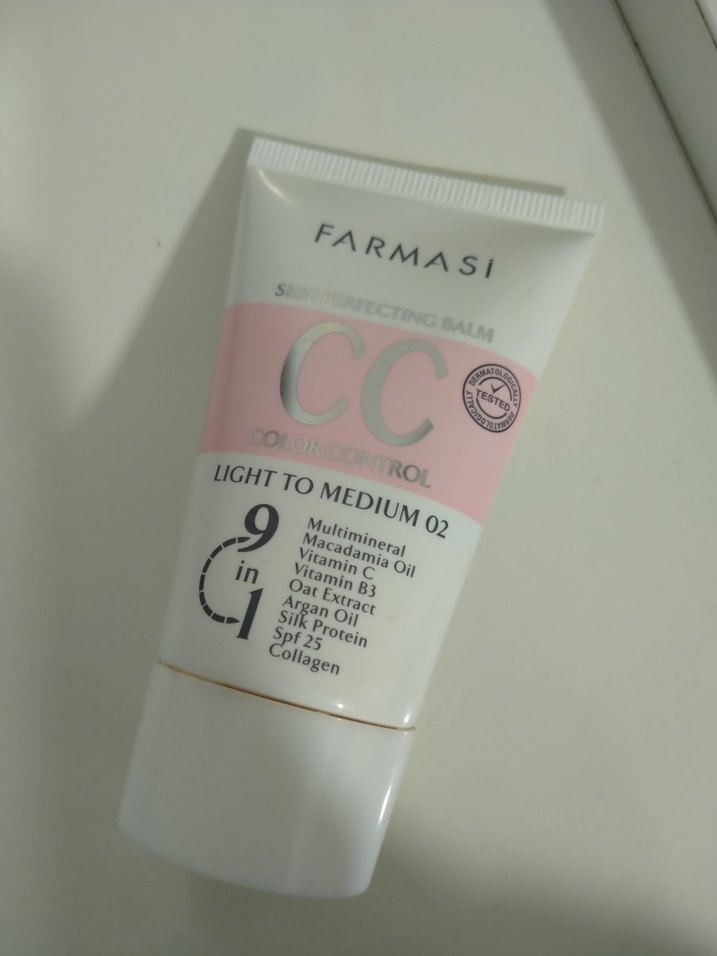 FARMASi
SKIN PERFECTING BALM
CC
COLOR CONTROL
DERMATOLOGICALLY
TESTED
DERMATOLOGICALLY
LIGHT TO MEDIUM 02
9
in
1
Multimineral
Macadamia Oil
Vitamin C
Vitamin B3
Oat Extract
Argan Oil
Silk Protein
Spf 25
Collagen